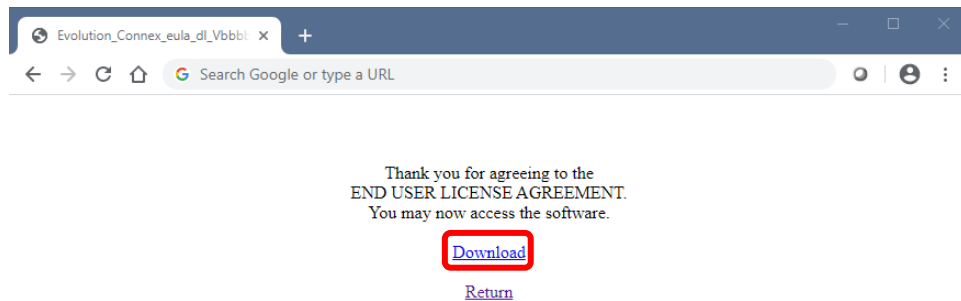 Evolution_Connex_eula_dl_Vbbb
Search Google or type a URL
Thank you for agreeing to the
END USER LICENSE AGREEMENT.
You may now access the software.
Download
Return